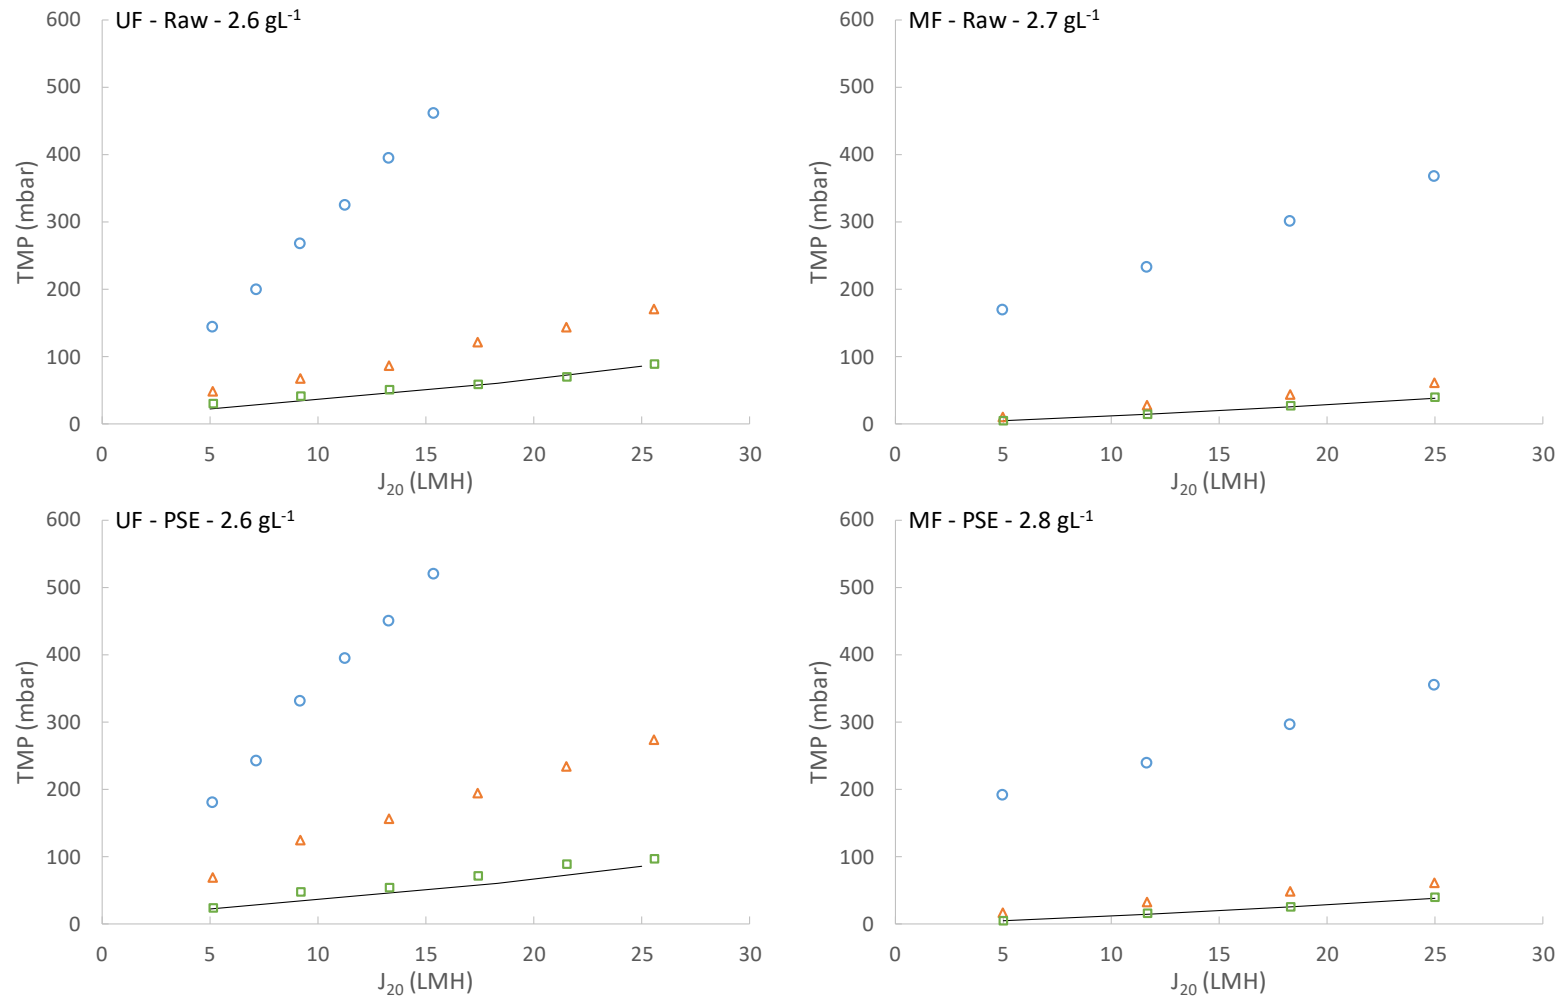 UF - Raw - 2.6 gL⁻¹
600
500
400
300
200
100
0
TMP (mbar)
0 5 10 15 20 25 30
J₂₀ (LMH)
MF - Raw - 2.7 gL⁻¹
600
500
400
300
200
100
0
TMP (mbar)
0 5 10 15 20 25 30
J₂₀ (LMH)
UF - PSE - 2.6 gL⁻¹
600
500
400
300
200
100
0
TMP (mbar)
0 5 10 15 20 25 30
J₂₀ (LMH)
MF - PSE - 2.8 gL⁻¹
600
500
400
300
200
100
0
TMP (mbar)
0 5 10 15 20 25 30
J₂₀ (LMH)